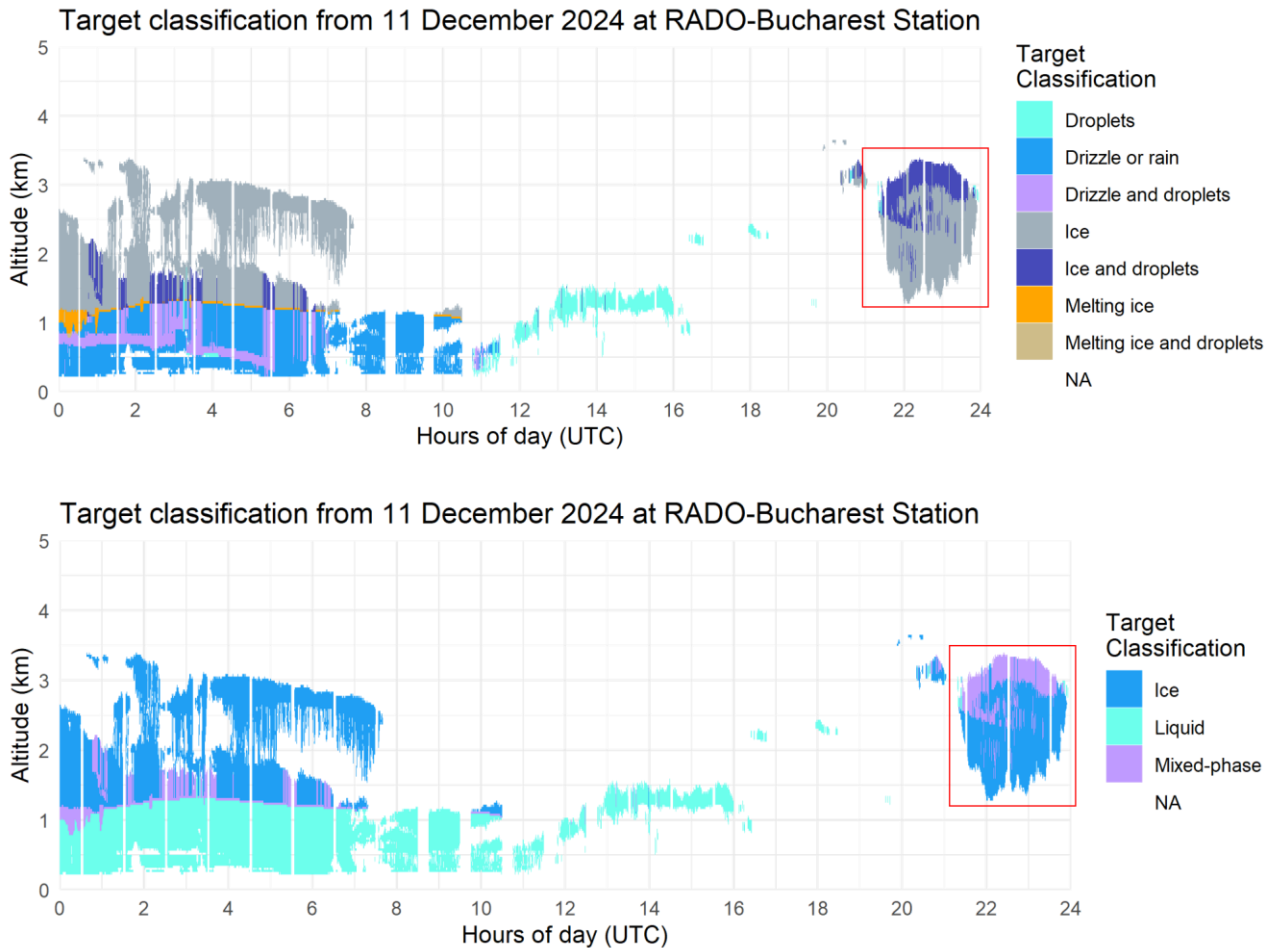 Target classification from 11 December 2024 at RADO-Bucharest Station
5
4
3
2
1
0
Altitude (km)
0 2 4 6 8 10 12 14 16 18 20 22 24
Hours of day (UTC)
Target
Classification
Droplets
Drizzle or rain
Drizzle and droplets
Ice
Ice and droplets
Melting ice
Melting ice and droplets
NA
Target classification from 11 December 2024 at RADO-Bucharest Station
5
4
3
2
1
0
Altitude (km)
0 2 4 6 8 10 12 14 16 18 20 22 24
Hours of day (UTC)
Target
Classification
Ice
Liquid
Mixed-phase
NA